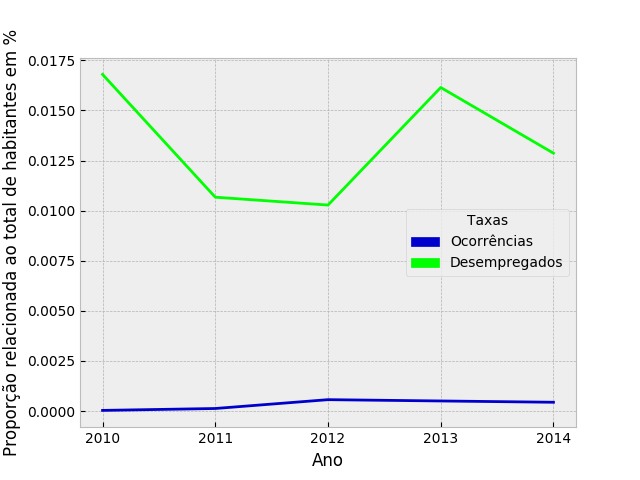 Proporção relacionada ao total de habitantes em %
0.0175
0.0150
0.0125
0.0100
0.0075
0.0050
0.0025
0.0000
Taxas
Ocorrências
Desempregados
2010 2011 2012 2013 2014
Ano